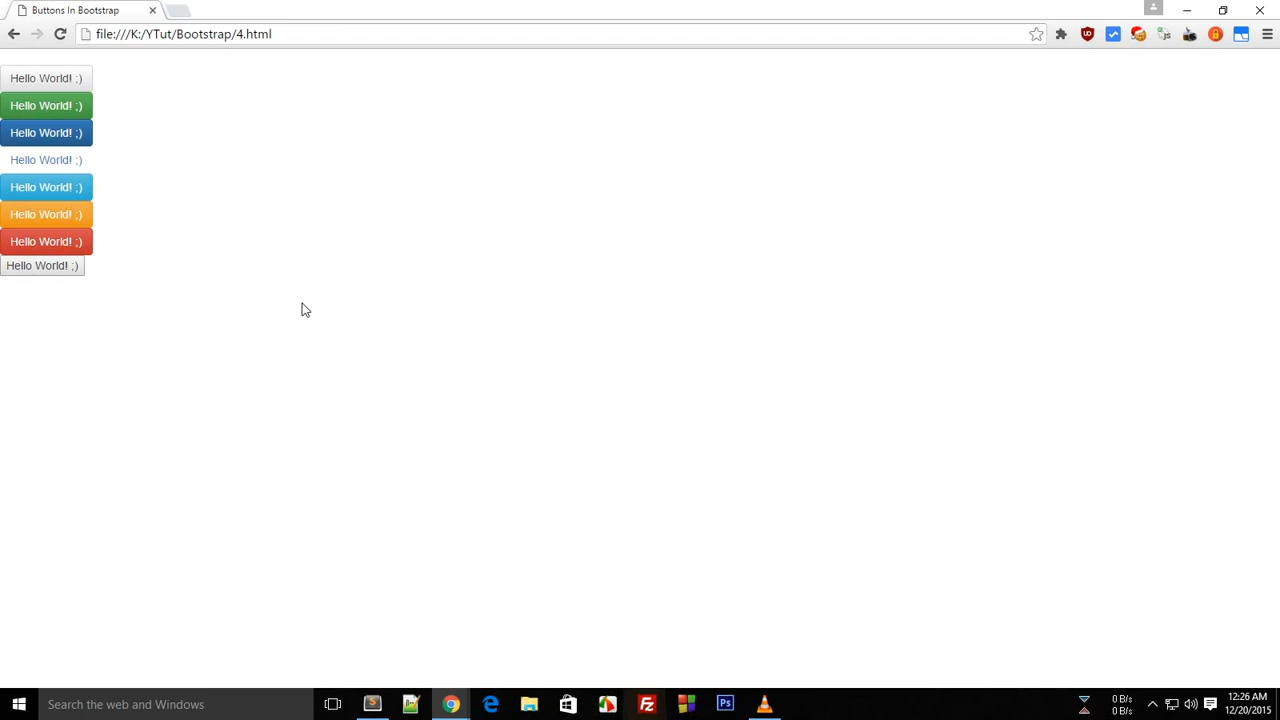 Buttons In Bootstrap
file:///K:/YTut/Bootstrap/4.html
Hello World! ;)
Hello World! ;)
Hello World! ;)
Hello World! ;)
Hello World! ;)
Hello World! ;)
Hello World! ;)
Hello World! ;)
Search the web and Windows
0 B/s
0 B/s
12:26 AM
12/20/2015